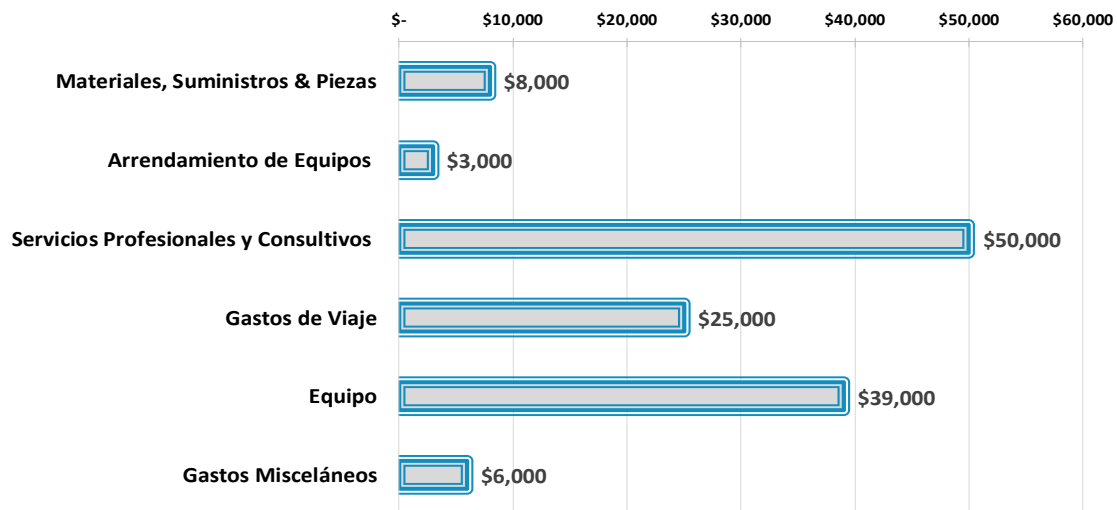 $- $10,000 $20,000 $30,000 $40,000 $50,000 $60,000
Materiales, Suministros & Piezas $8,000
Arrendamiento de Equipos $3,000
Servicios Profesionales y Consultivos $50,000
Gastos de Viaje $25,000
Equipo $39,000
Gastos Misceláneos $6,000